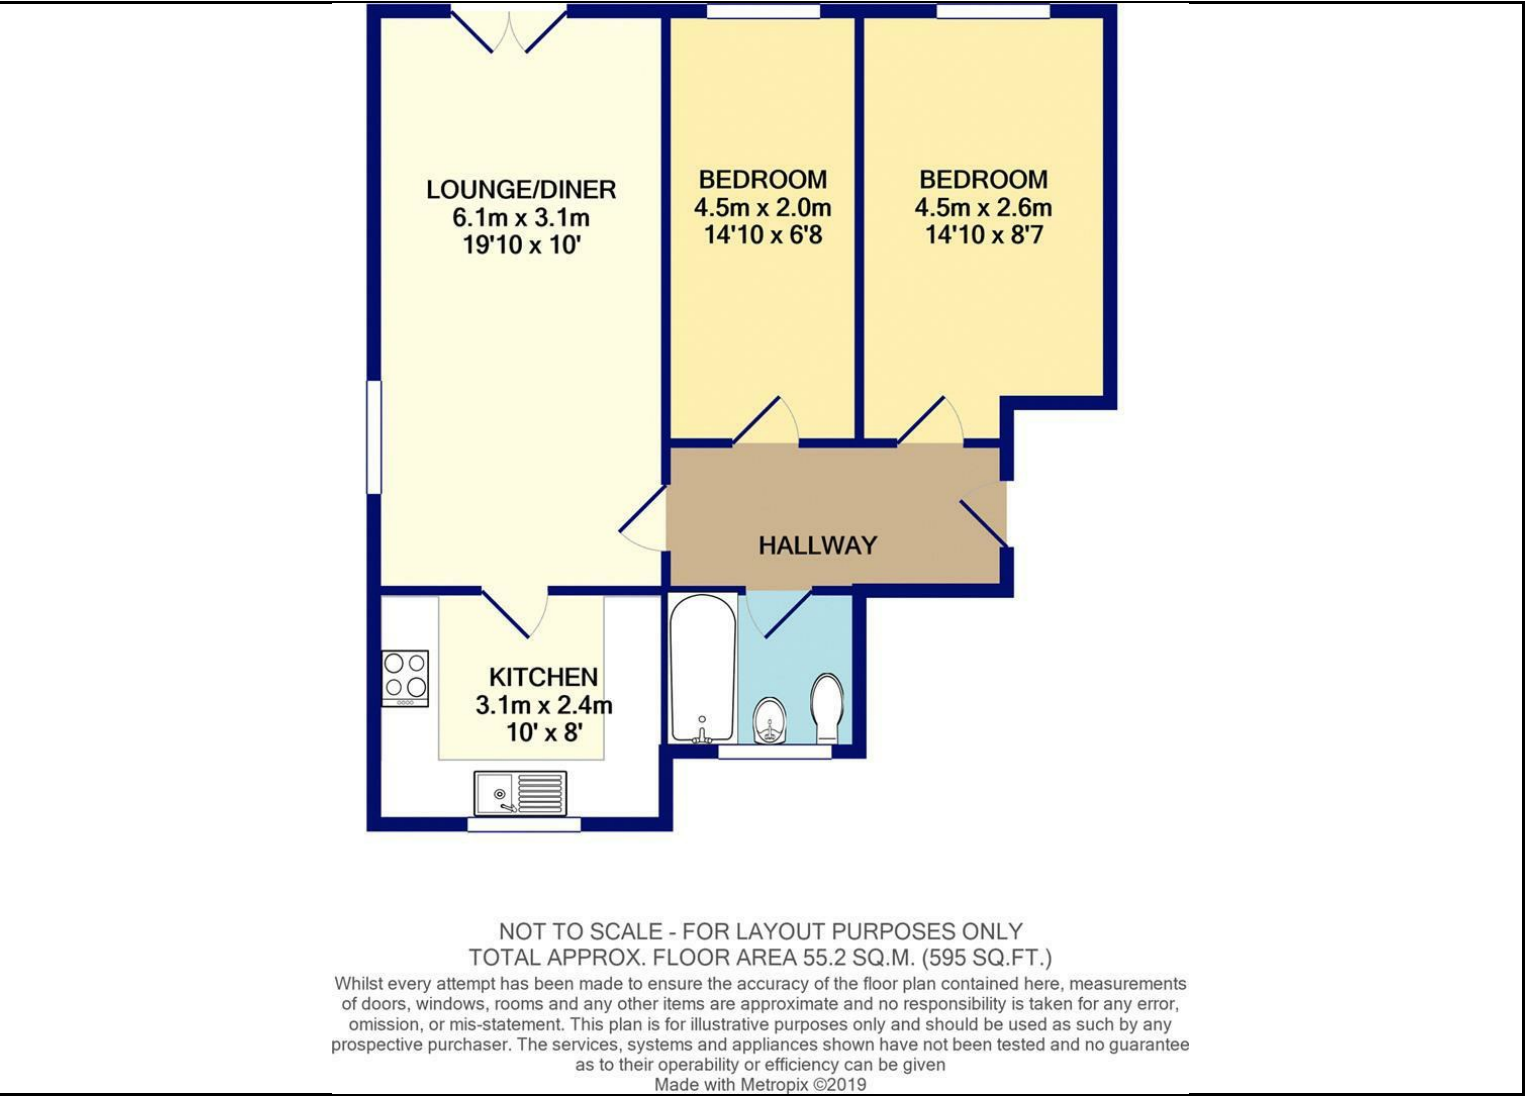 LOUNGE/DINER
6.1m x 3.1m
19'10 x 10'
BEDROOM
4.5m x 2.0m
14'10 x 6'8
BEDROOM
4.5m x 2.6m
14'10 x 8'7
HALLWAY
KITCHEN
3.1m x 2.4m
10' x 8'
NOT TO SCALE - FOR LAYOUT PURPOSES ONLY
TOTAL APPROX. FLOOR AREA 55.2 SQ.M. (595 SQ.FT.)
Whilst every attempt has been made to ensure the accuracy of the floor plan contained here, measurements
of doors, windows, rooms and any other items are approximate and no responsibility is taken for any error,
omission, or mis-statement. This plan is for illustrative purposes only and should be used as such by any
prospective purchaser. The services, systems and appliances shown have not been tested and no guarantee
as to their operability or efficiency can be given
Made with Metropix ©2019